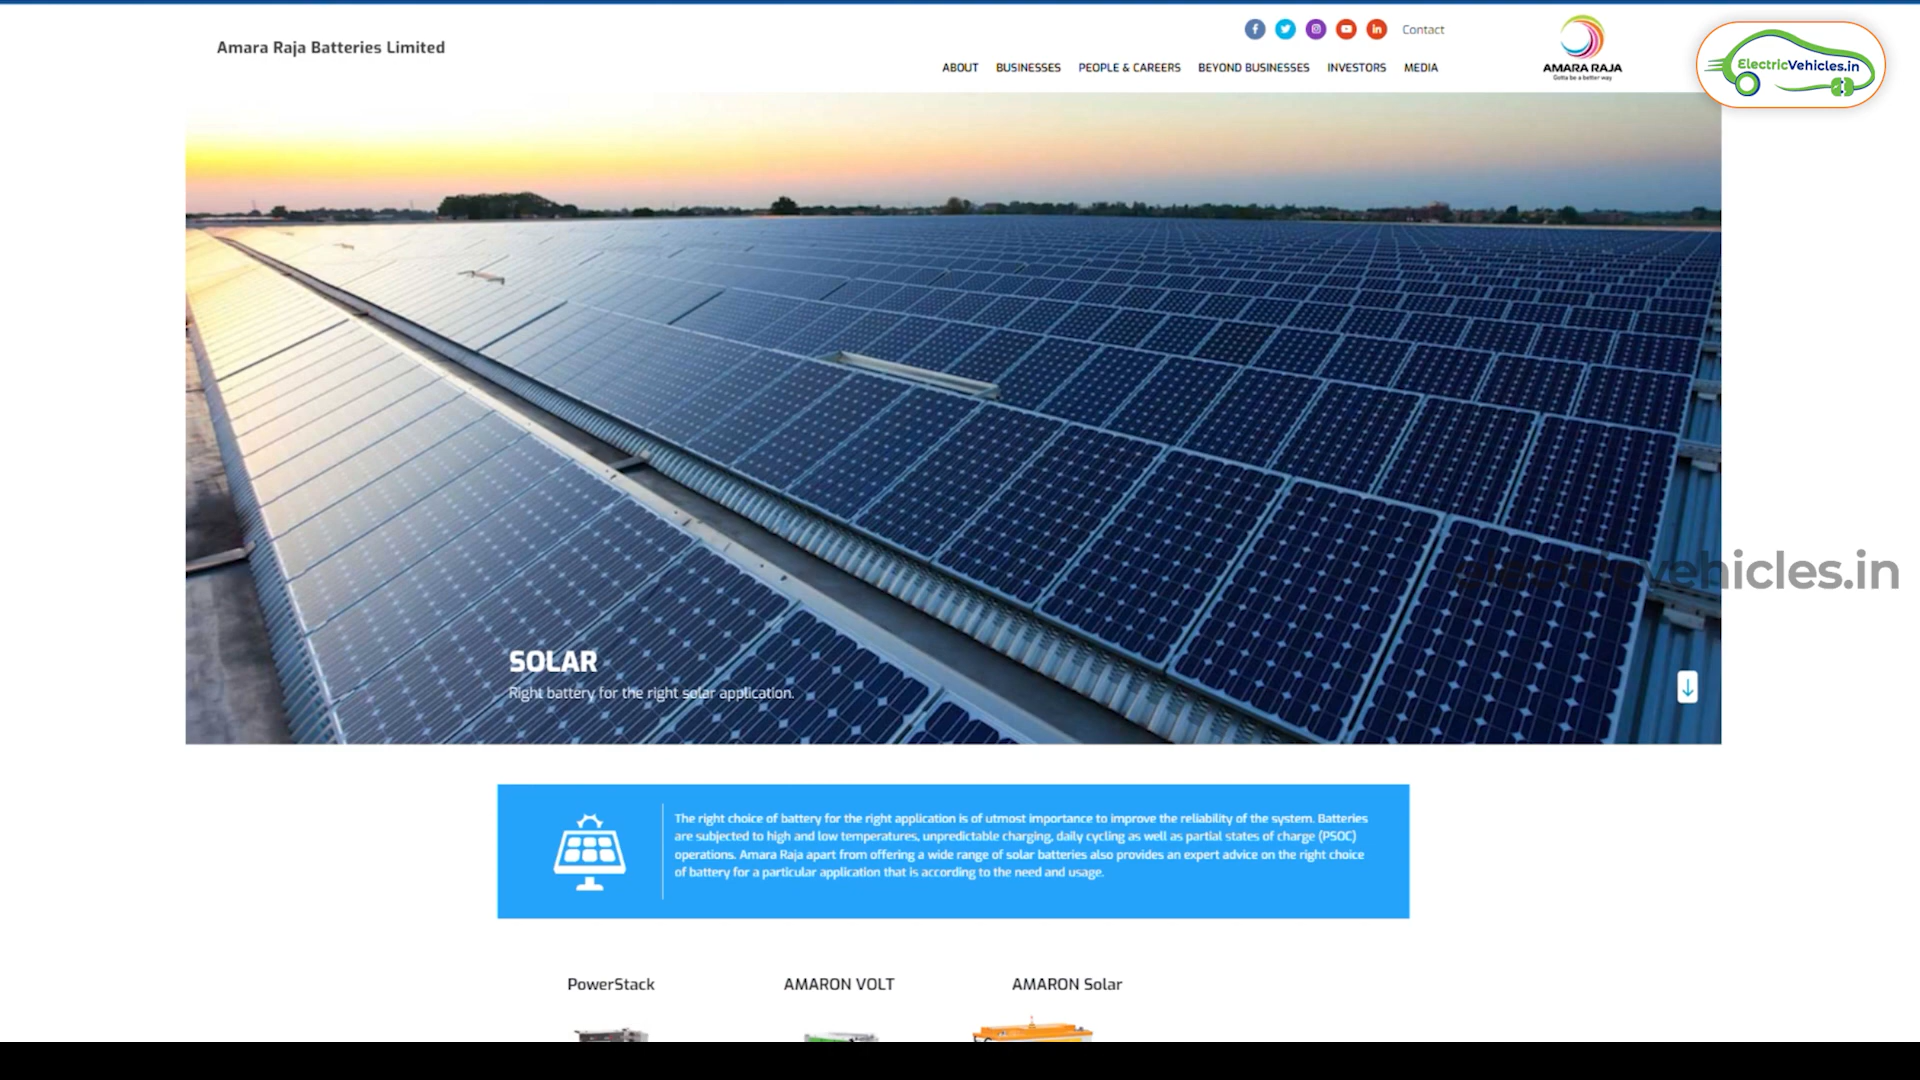 Amara Raja Batteries Limited
Contact
ABOUT BUSINESSES PEOPLE & CAREERS BEYOND BUSINESSES INVESTORS MEDIA
AMARA RAJA
Gotta be a better way
ElectricVehicles.in
electricvehicles.in
SOLAR
Right battery for the right solar application.
The right choice of battery for the right application is of utmost importance to improve the reliability of the system. Batteries
are subjected to high and low temperatures, unpredictable charging, daily cycling as well as partial states of charge (PSOC)
operations. Amara Raja apart from offering a wide range of solar batteries also provides an expert advice on the right choice
of battery for a particular application that is according to the need and usage.
PowerStack AMARON VOLT AMARON Solar